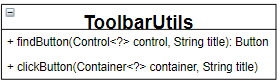 ToolbarUtils
+ findButton(Control<?> control, String title): Button
+ clickButton(Container<?> container, String title)